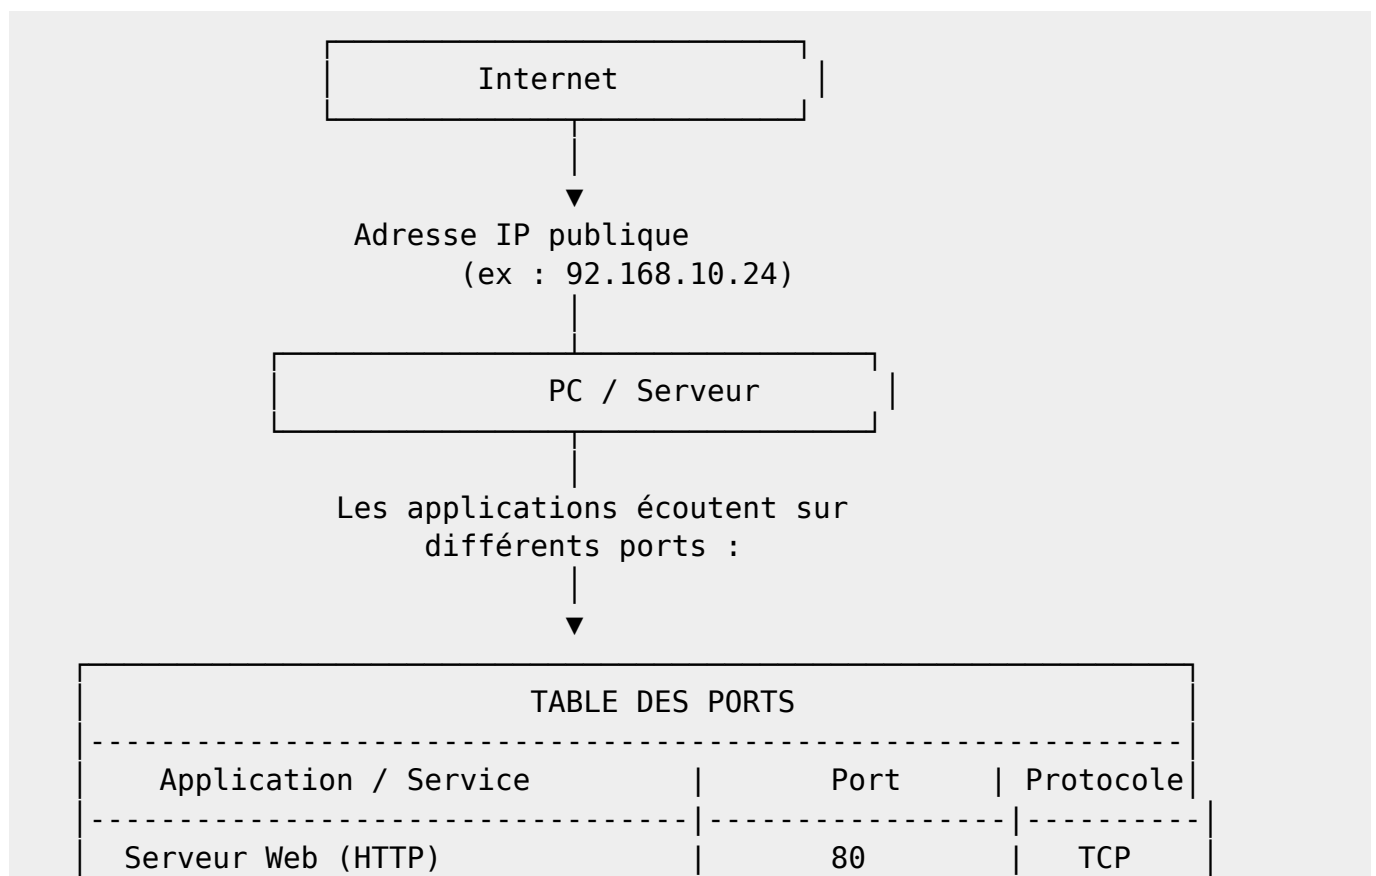 Internet
Adresse IP publique
(ex : 92.168.10.24)
PC / Serveur
Les applications écoutent sur
différents ports :
TABLE DES PORTS
Application / Service | Port | Protocole
Serveur Web (HTTP) | 80 | TCP